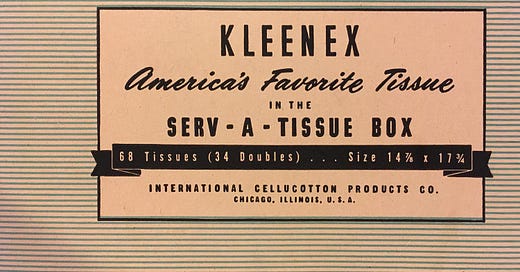 KLEENEX
America's Favorite Tissue
IN THE
SERV-A-TISSUE BOX
68 Tissues (34 Doubles) . . . Size 14⅞ x 17¾
INTERNATIONAL CELLUCOTTON PRODUCTS CO.
CHICAGO, ILLINOIS, U.S.A.